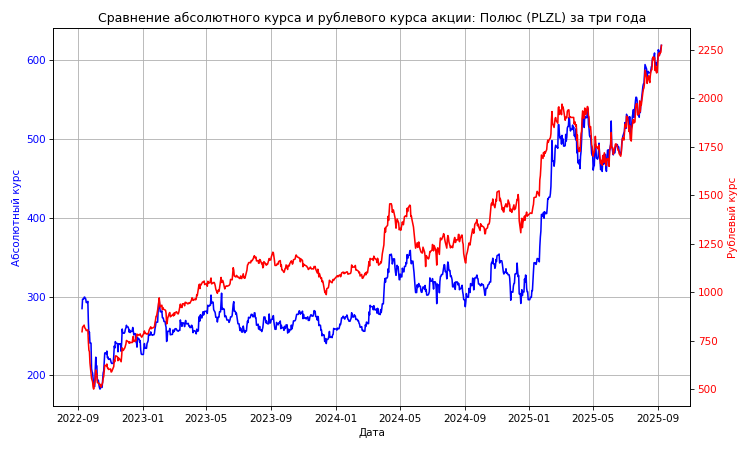 Сравнение абсолютного курса и рублевого курса акции: Полюс (PLZL) за три года
Абсолютный курс
600
500
400
300
200
Рублевый курс
2250
2000
1750
1500
1250
1000
750
500
2022-09 2023-01 2023-05 2023-09 2024-01 2024-05 2024-09 2025-01 2025-05 2025-09
Дата